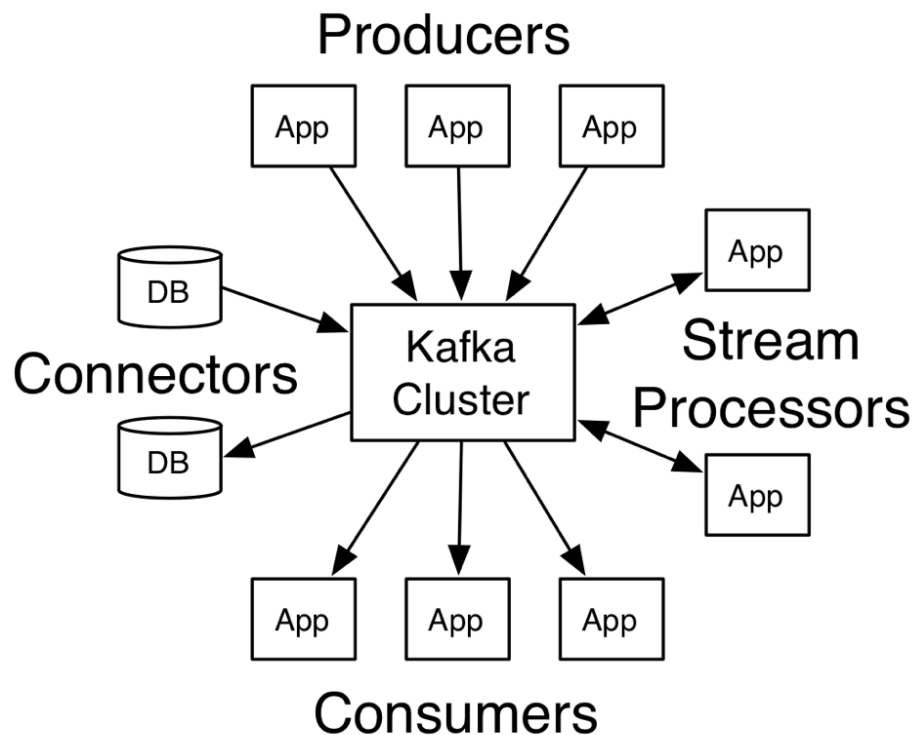 Producers
App
App
App
App
DB
Kafka
Cluster
Stream
Processors
Connectors
DB
App
App
App
App
Consumers